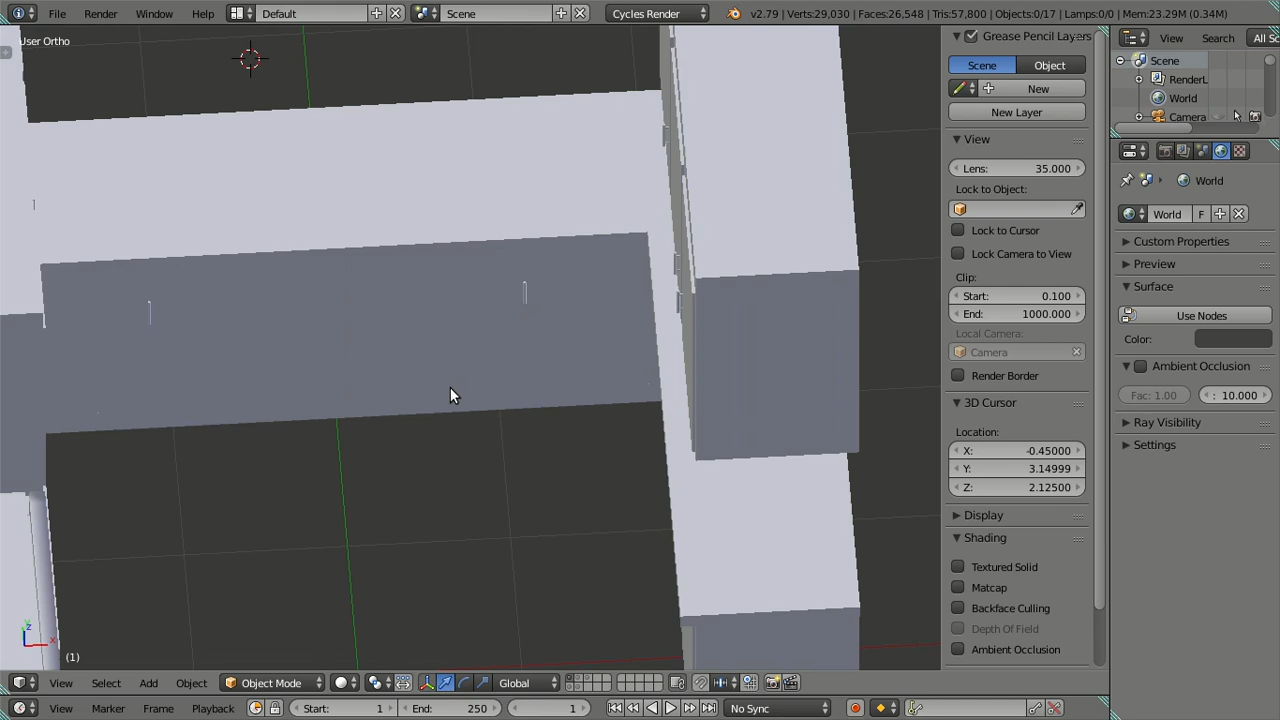 File Render Window Help Default Scene Cycles Render v2.79 | Verts:29,030 | Faces:26,548 | Tris:57,800 | Objects:0/17 | Lamps:0/0 | Mem:23.29M (0.34M)
User Ortho
Grease Pencil Layers
Scene Object
New
New Layer
View
Lens: 35.000
Lock to Object:
Lock to Cursor
Lock Camera to View
Clip:
Start: 0.100
End: 1000.000
Local Camera:
Camera
Render Border
3D Cursor
Location:
X: -0.45000
Y: 3.14999
Z: 2.12500
Display
Shading
Textured Solid
Matcap
Backface Culling
Depth Of Field
Ambient Occlusion
View Search All Sc
Scene
RenderL
World
Camera
World
World F
Custom Properties
Preview
Surface
Use Nodes
Color:
Ambient Occlusion
Fac: 1.00 : 10.000
Ray Visibility
Settings
(1)
View Select Add Object Object Mode Global
View Marker Frame Playback Start: 1 End: 250 1 No Sync